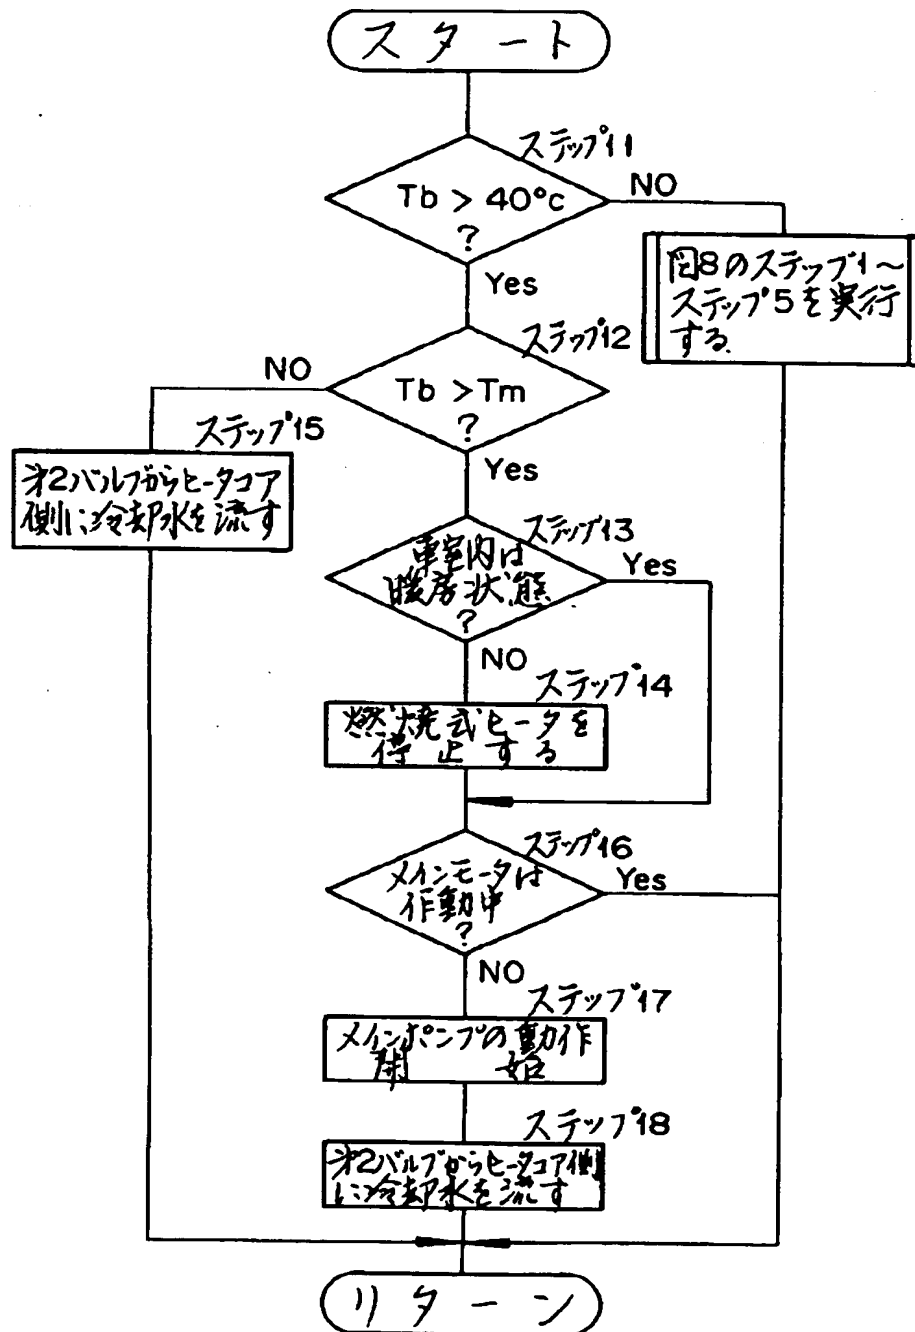 スタート
ステップ11
Tb > 40°c
?
NO
Yes
図8のステップ1~
ステップ5を実行
する.
ステップ12
NO
Tb > Tm
?
Yes
ステップ15
第2バルブからヒータコア
側に冷却水を流す
ステップ13
車室内は
暖房状態
?
Yes
NO
ステップ14
燃焼式ヒータを
停止する
ステップ16
メインモータは
作動中
?
Yes
NO
ステップ17
メインポンプの動作
開始
ステップ18
第2バルブからヒータコア側
に冷却水を流す
リターン